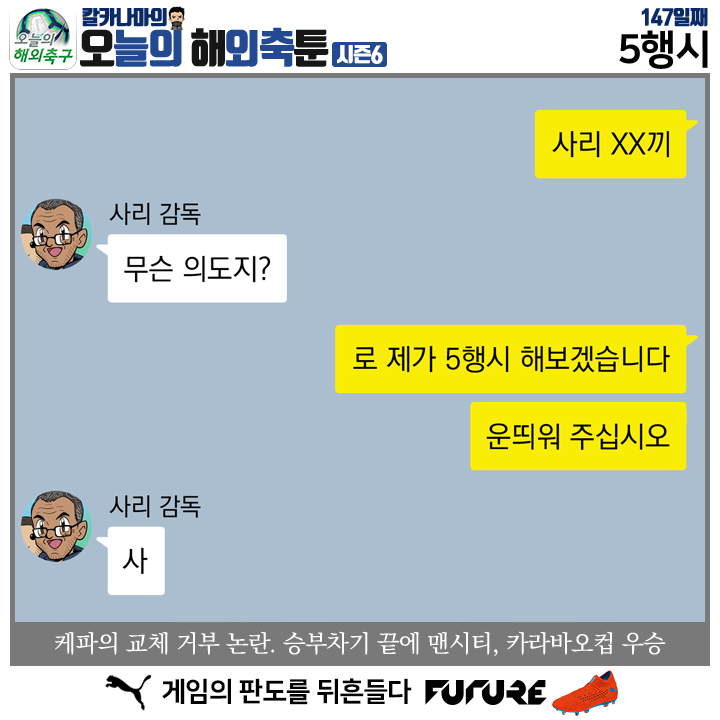 오늘의
해외축구
칼카나마의
오늘의 해외축툰
시즌6
147일째
5행시
사리 XX끼
사리 감독
무슨 의도지?
로 제가 5행시 해보겠습니다
운띄워 주십시오
사리 감독
사
케파의 교체 거부 논란. 승부차기 끝에 맨시티, 카라바오컵 우승
게임의 판도를 뒤흔들다 FUTURE